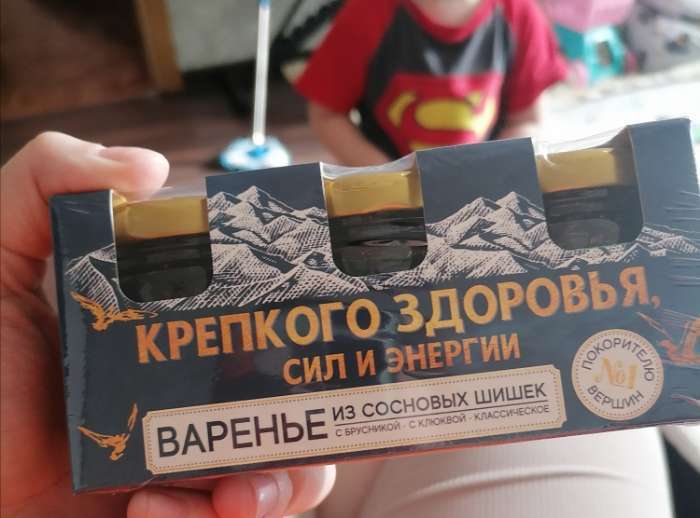 КРЕПКОГО ЗДОРОВЬЯ,
СИЛ И ЭНЕРГИИ
ВАРЕНЬЕ
ИЗ СОСНОВЫХ ШИШЕК
С БРУСНИКОЙ - С КЛЮКВОЙ - КЛАССИЧЕСКОЕ
ПОКОРИТЕЛЮ
№1
ВЕРШИН